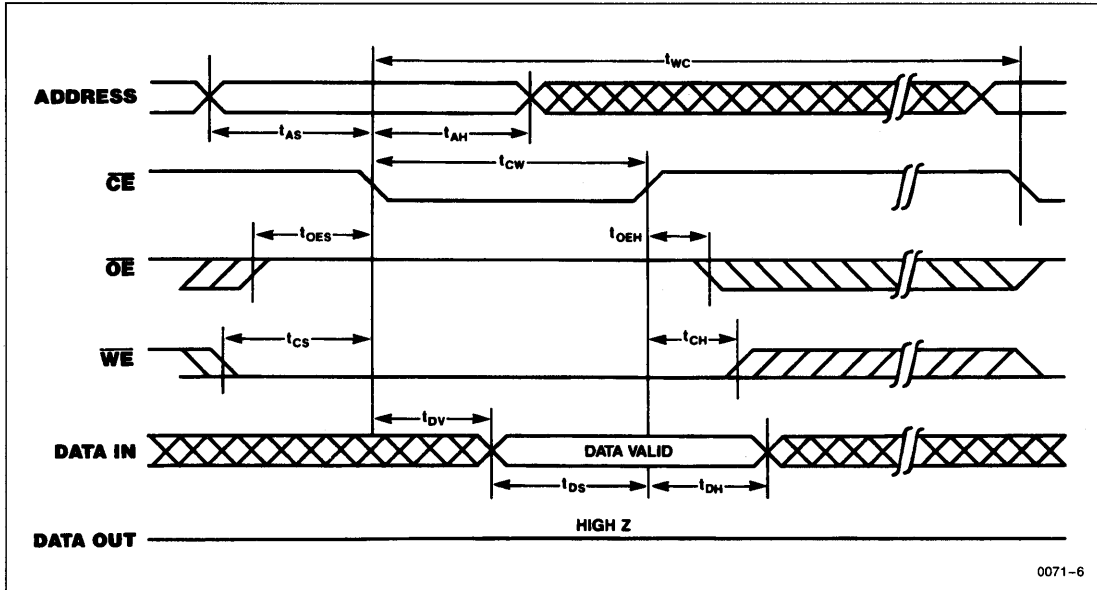 tWC
ADDRESS
tAS
tAH
tCW
CE
tOES
tOEH
OE
tCS
tCH
WE
tDV
DATA IN
DATA VALID
tDS
tDH
HIGH Z
DATA OUT
0071-6